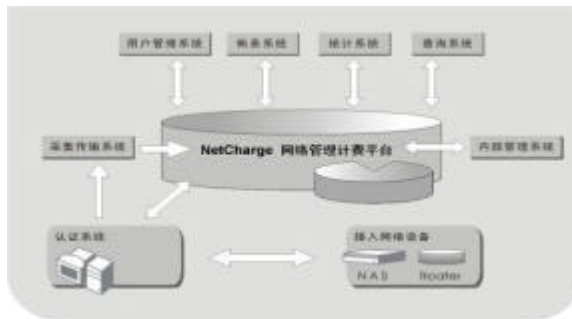 用户管理系统
帐务系统
统计系统
查询系统
采集传输系统
NetCharge 网络管理计费平台
内部管理系统
认证系统
接入网络设备
NAS
Router